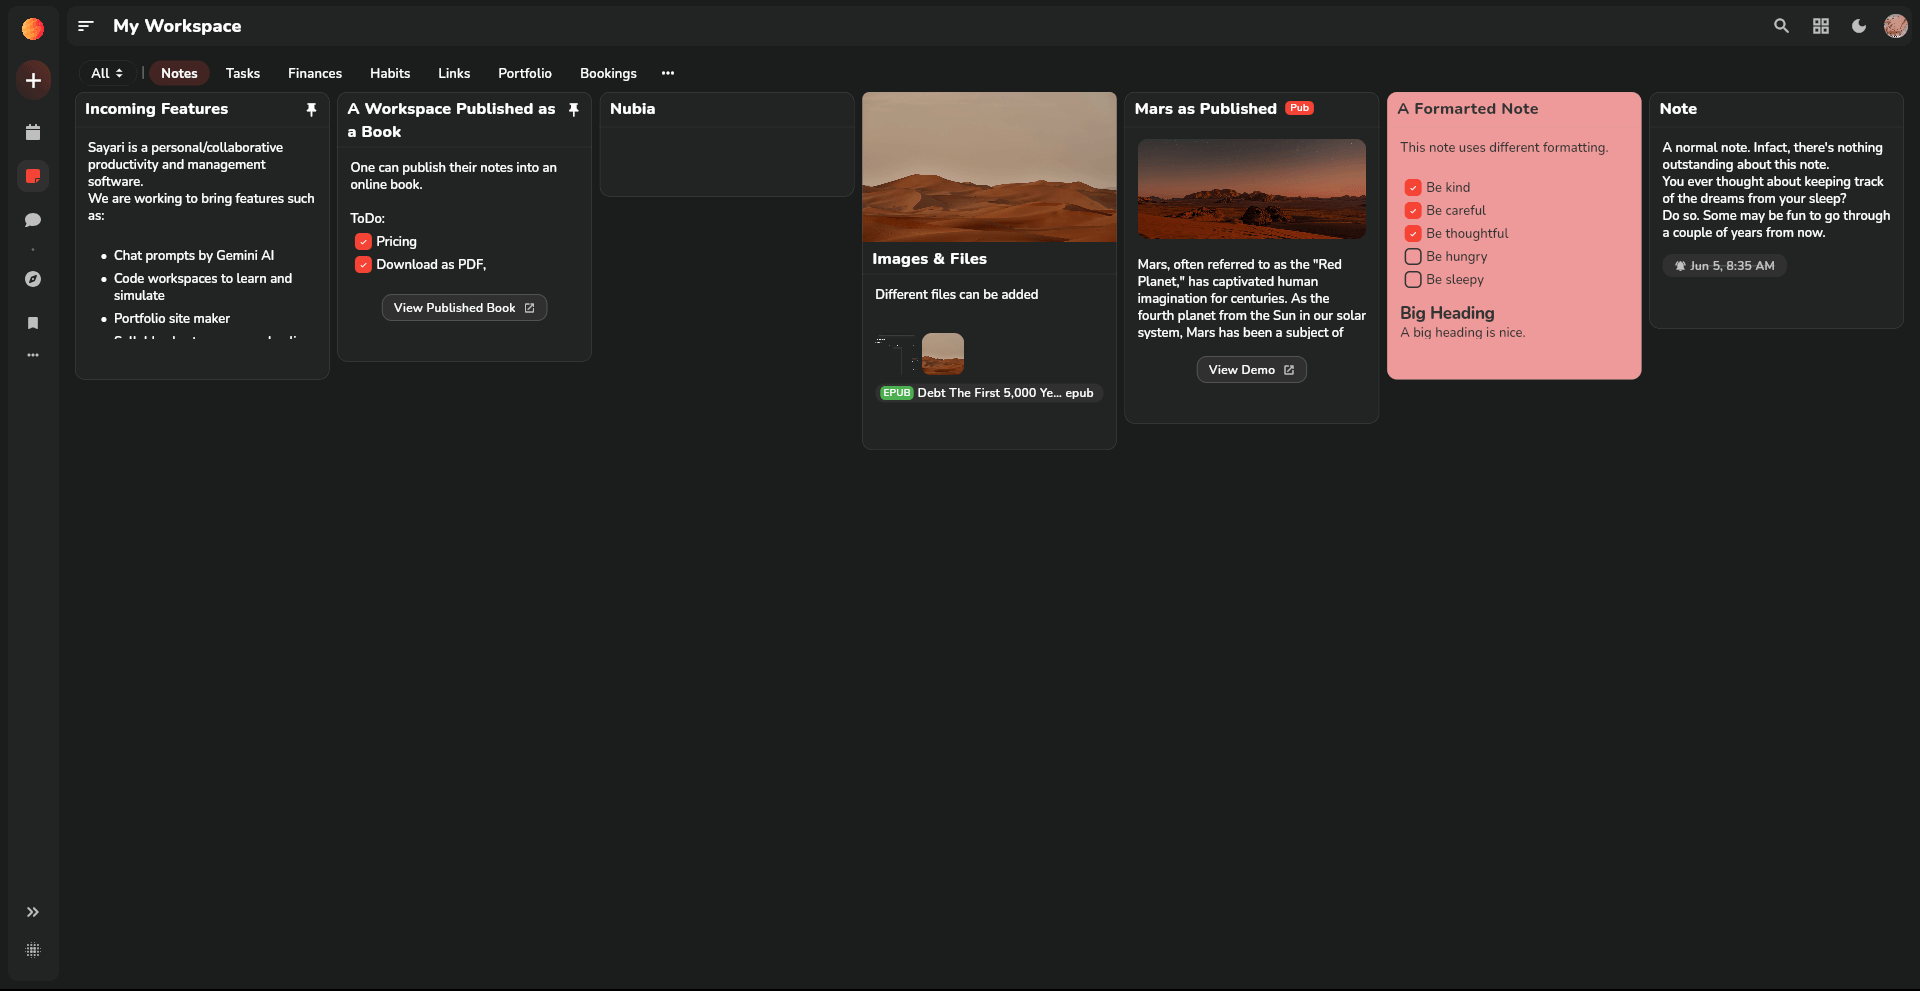 My Workspace
All
Notes
Tasks
Finances
Habits
Links
Portfolio
Bookings
Incoming Features
Sayari is a personal/collaborative
productivity and management
software.
We are working to bring features such
as:
Chat prompts by Gemini AI
Code workspaces to learn and
simulate
Portfolio site maker
A Workspace Published as
a Book
One can publish their notes into an
online book.
ToDo:
Pricing
Download as PDF,
View Published Book
Nubia
Images & Files
Different files can be added
EPUB Debt The First 5,000 Ye... epub
Mars as Published Pub
Mars, often referred to as the "Red
Planet," has captivated human
imagination for centuries. As the
fourth planet from the Sun in our solar
system, Mars has been a subject of
View Demo
A Formarted Note
This note uses different formatting.
Be kind
Be careful
Be thoughtful
Be hungry
Be sleepy
Big Heading
A big heading is nice.
Note
A normal note. Infact, there's nothing
outstanding about this note.
You ever thought about keeping track
of the dreams from your sleep?
Do so. Some may be fun to go through
a couple of years from now.
Jun 5, 8:35 AM